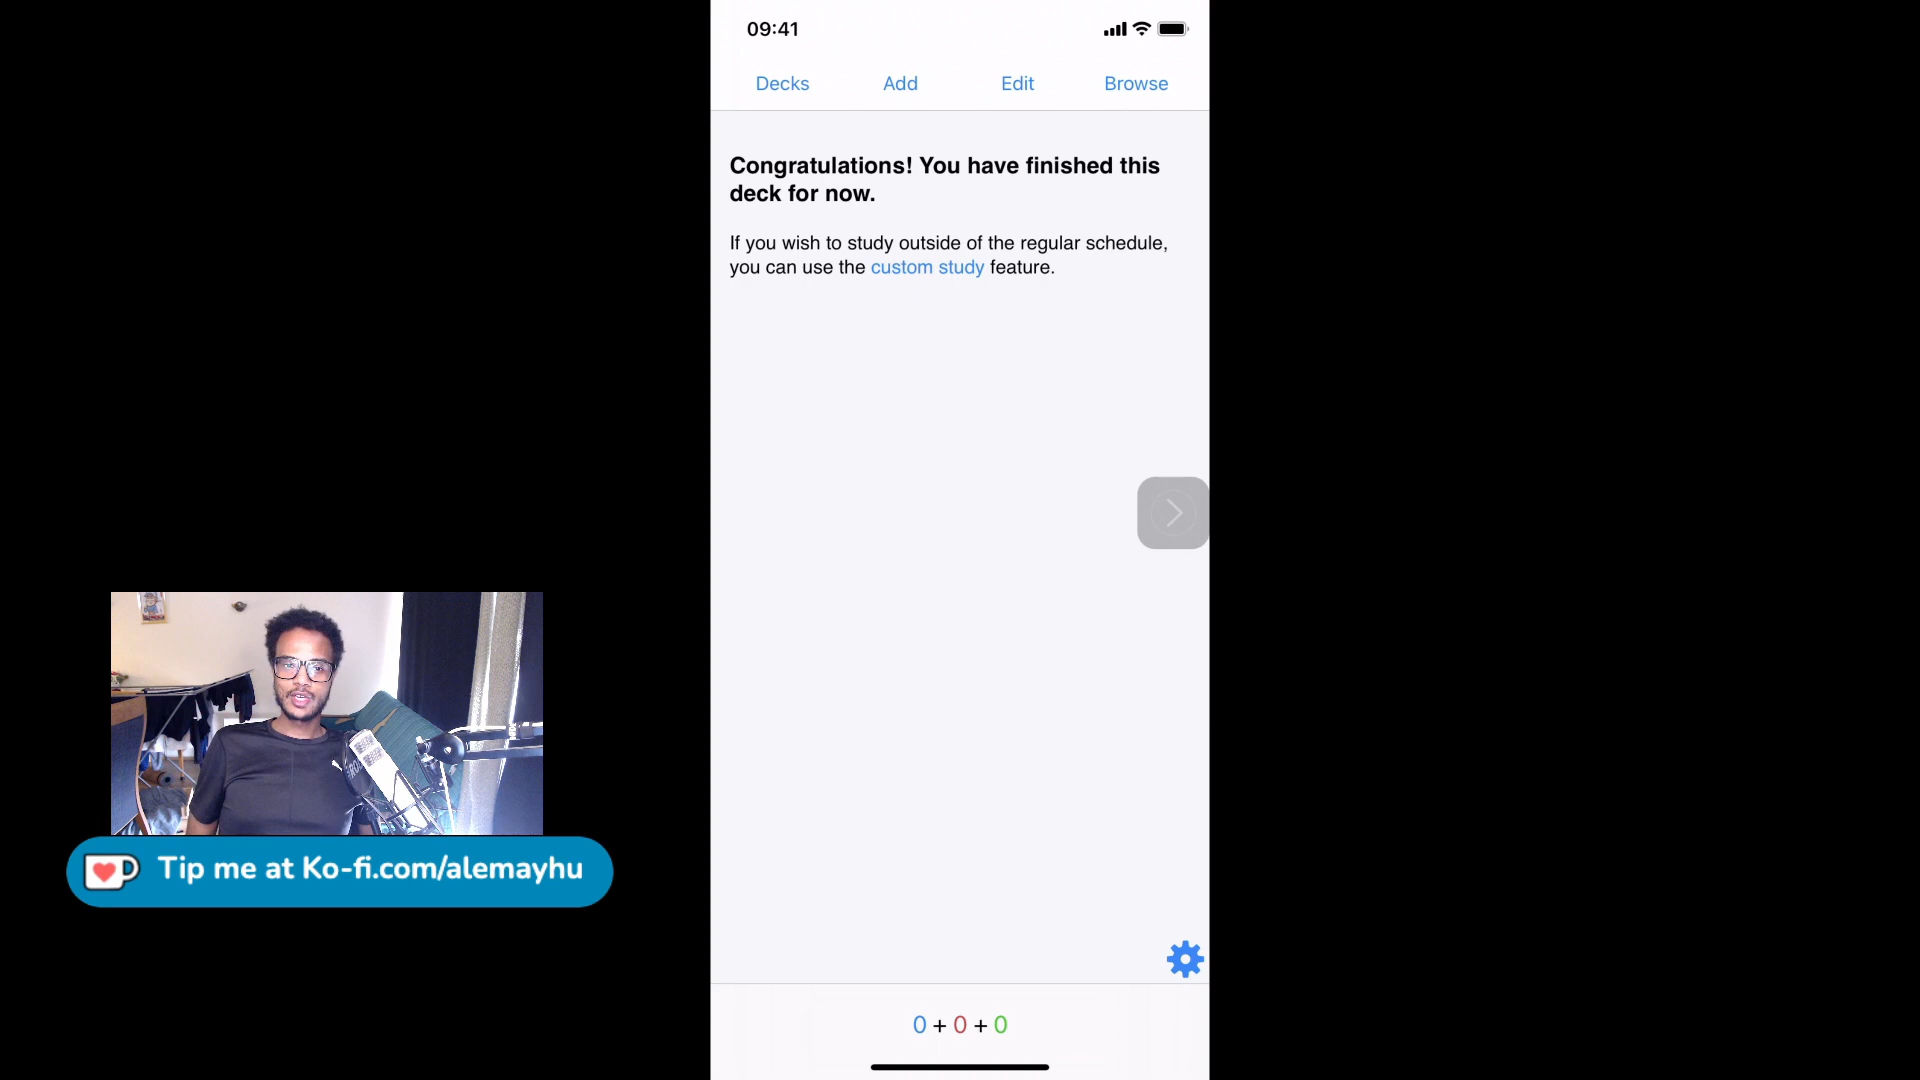 09:41
Decks Add Edit Browse
Congratulations! You have finished this
deck for now.
If you wish to study outside of the regular schedule,
you can use the custom study feature.
Tip me at Ko-fi.com/alemayhu
0 + 0 + 0